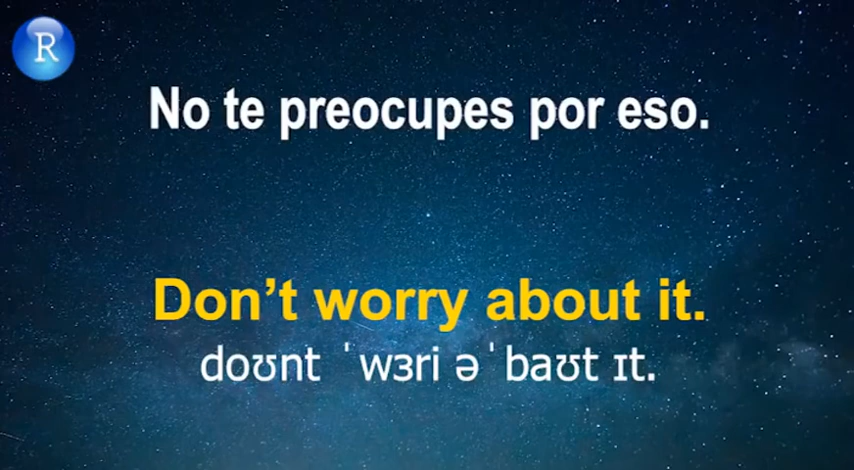 R
No te preocupes por eso.
Don’t worry about it.
doʊnt ˈwɜri əˈbaʊt ɪt.